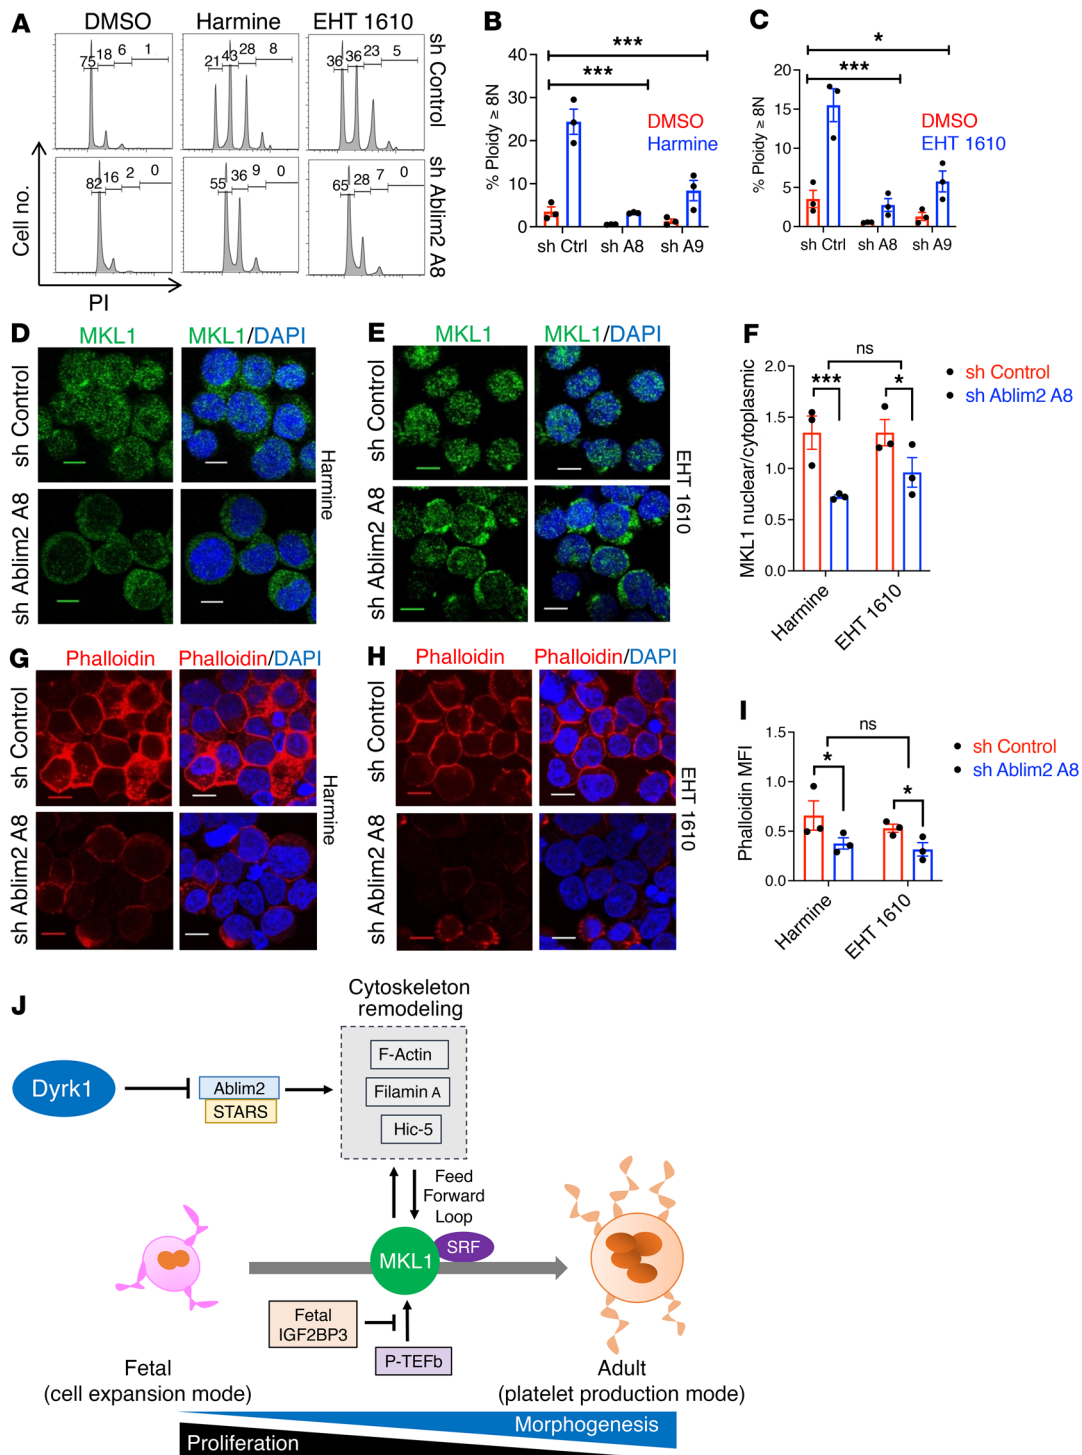 A
DMSO
Harmine
EHT 1610
75 18 6 1
21 43 28 8
36 36 23 5
sh Control
82 16 2 0
55 36 9 0
65 28 7 0
sh Ablim2 A8
Cell no.
PI
B
***
***
% Ploidy ≥ 8N
40
30
20
10
0
DMSO
Harmine
sh Ctrl sh A8 sh A9
C
*
***
% Ploidy ≥ 8N
20
15
10
5
0
DMSO
EHT 1610
sh Ctrl sh A8 sh A9
D
MKL1 MKL1/DAPI
sh Control
sh Ablim2 A8
Harmine
E
MKL1 MKL1/DAPI
sh Control
sh Ablim2 A8
EHT 1610
F
MKL1 nuclear/cytoplasmic
2.0
1.5
1.0
0.5
0.0
ns
***
*
sh Control
sh Ablim2 A8
Harmine
EHT 1610
G
Phalloidin Phalloidin/DAPI
sh Control
sh Ablim2 A8
Harmine
H
Phalloidin Phalloidin/DAPI
sh Control
sh Ablim2 A8
EHT 1610
I
Phalloidin MFI
1.5
1.0
0.5
0.0
ns
*
*
sh Control
sh Ablim2 A8
Harmine
EHT 1610
J
Cytoskeleton
remodeling
F-Actin
Filamin A
Hic-5
Dyrk1
Ablim2
STARS
Feed
Forward
Loop
MKL1
SRF
Fetal
IGF2BP3
P-TEFb
Fetal
(cell expansion mode)
Adult
(platelet production mode)
Morphogenesis
Proliferation